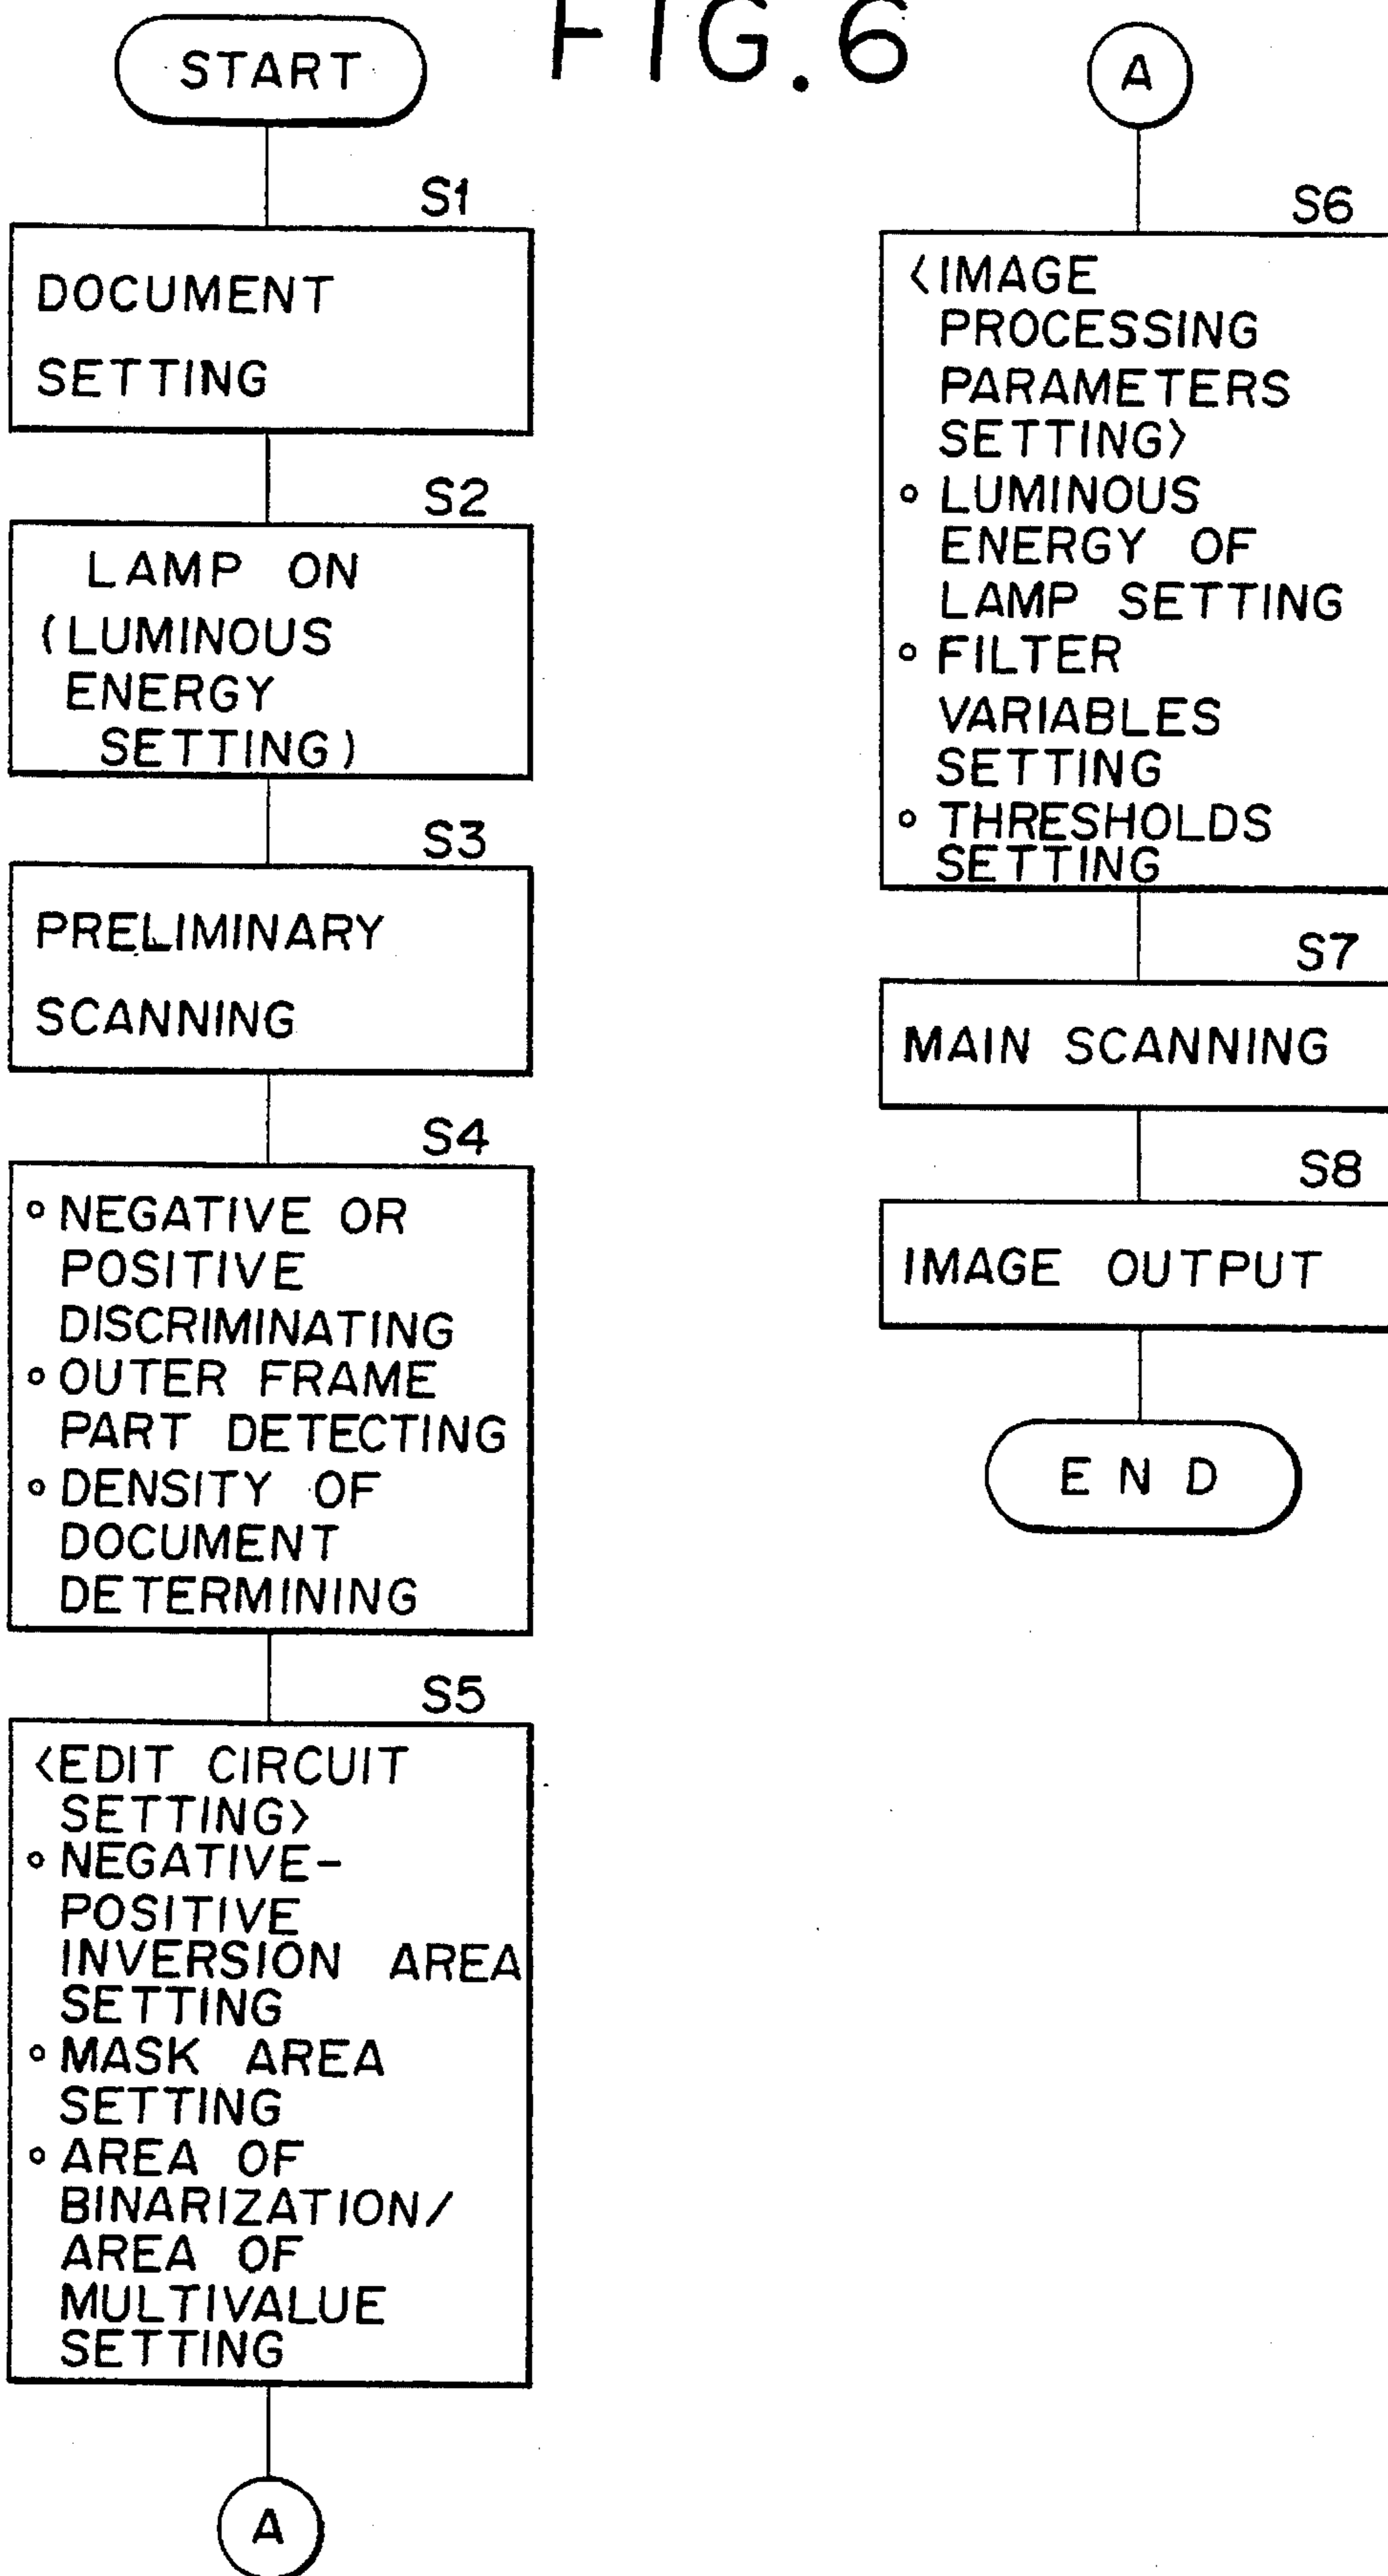 FIG.6
START
S1
DOCUMENT
SETTING
S2
LAMP ON
(LUMINOUS
ENERGY
SETTING)
S3
PRELIMINARY
SCANNING
S4
° NEGATIVE OR
POSITIVE
DISCRIMINATING
° OUTER FRAME
PART DETECTING
° DENSITY OF
DOCUMENT
DETERMINING
S5
<EDIT CIRCUIT
SETTING>
° NEGATIVE-
POSITIVE
INVERSION AREA
SETTING
° MASK AREA
SETTING
° AREA OF
BINARIZATION/
AREA OF
MULTIVALUE
SETTING
A
A
S6
<IMAGE
PROCESSING
PARAMETERS
SETTING>
° LUMINOUS
ENERGY OF
LAMP SETTING
° FILTER
VARIABLES
SETTING
° THRESHOLDS
SETTING
S7
MAIN SCANNING
S8
IMAGE OUTPUT
END